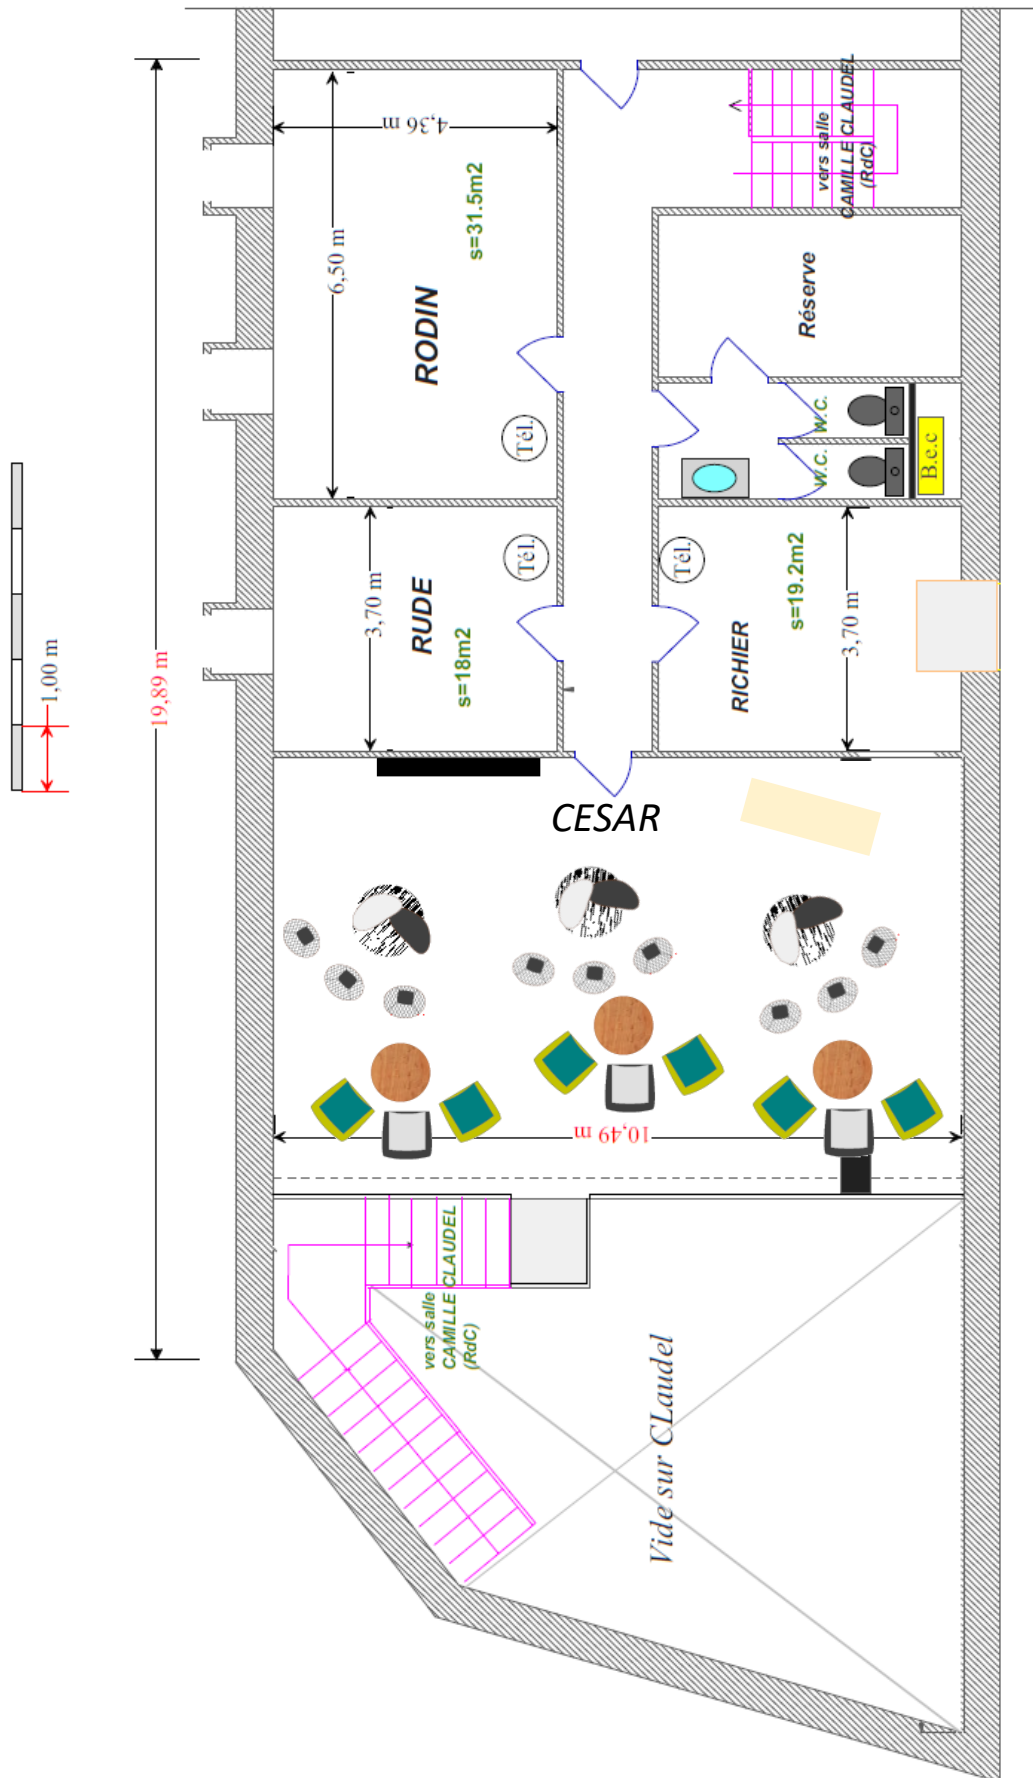 4,36 m
6,50 m
s=31.5m2
RODIN
Tél.
vers salle
CAMILLE CLAUDEL
(RdC)
Réserve
W.C.
W.C.
B.e.c
19,89 m
1,00 m
3,70 m
RUDE
s=18m2
Tél.
Tél.
RICHIER
s=19.2m2
3,70 m
CESAR
10,49 m
vers salle
CAMILLE CLAUDEL
(RdC)
Vide sur CLaudel